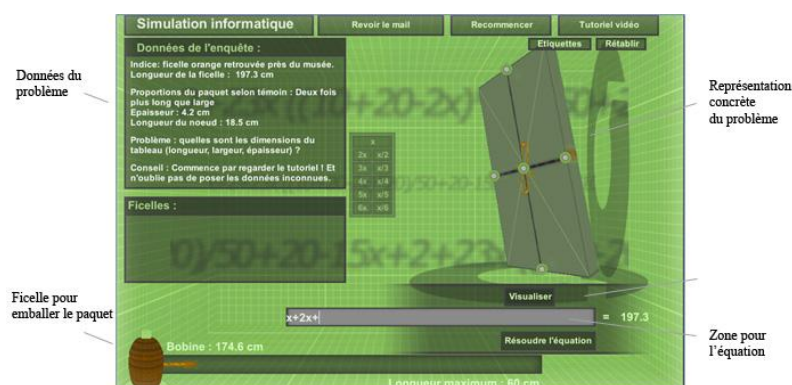 Simulation informatique
Revoir le mail
Recommencer
Tutoriel vidéo
Etiquettes
Rétablir
Données de l'enquête :
Indice: ficelle orange retrouvée près du musée.
Longueur de la ficelle : 197.3 cm
Proportions du paquet selon témoin : Deux fois
plus long que large
Epaisseur : 4.2 cm
Longueur du noeud : 18.5 cm
Problème : quelles sont les dimensions du
tableau (longueur, largeur, épaisseur) ?
Conseil : Commence par regarder le tutoriel ! Et
n'oublie pas de poser les données inconnues.
Données du
problème
Représentation
concrète
du problème
x
2x x/2
3x x/3
4x x/4
5x x/5
6x x/6
Ficelles :
Ficelle pour
emballer le paquet
Visualiser
x+2x+
= 197.3
Résoudre l'équation
Zone pour
l'équation
Bobine : 174.6 cm
Longueur maximum : 60 cm